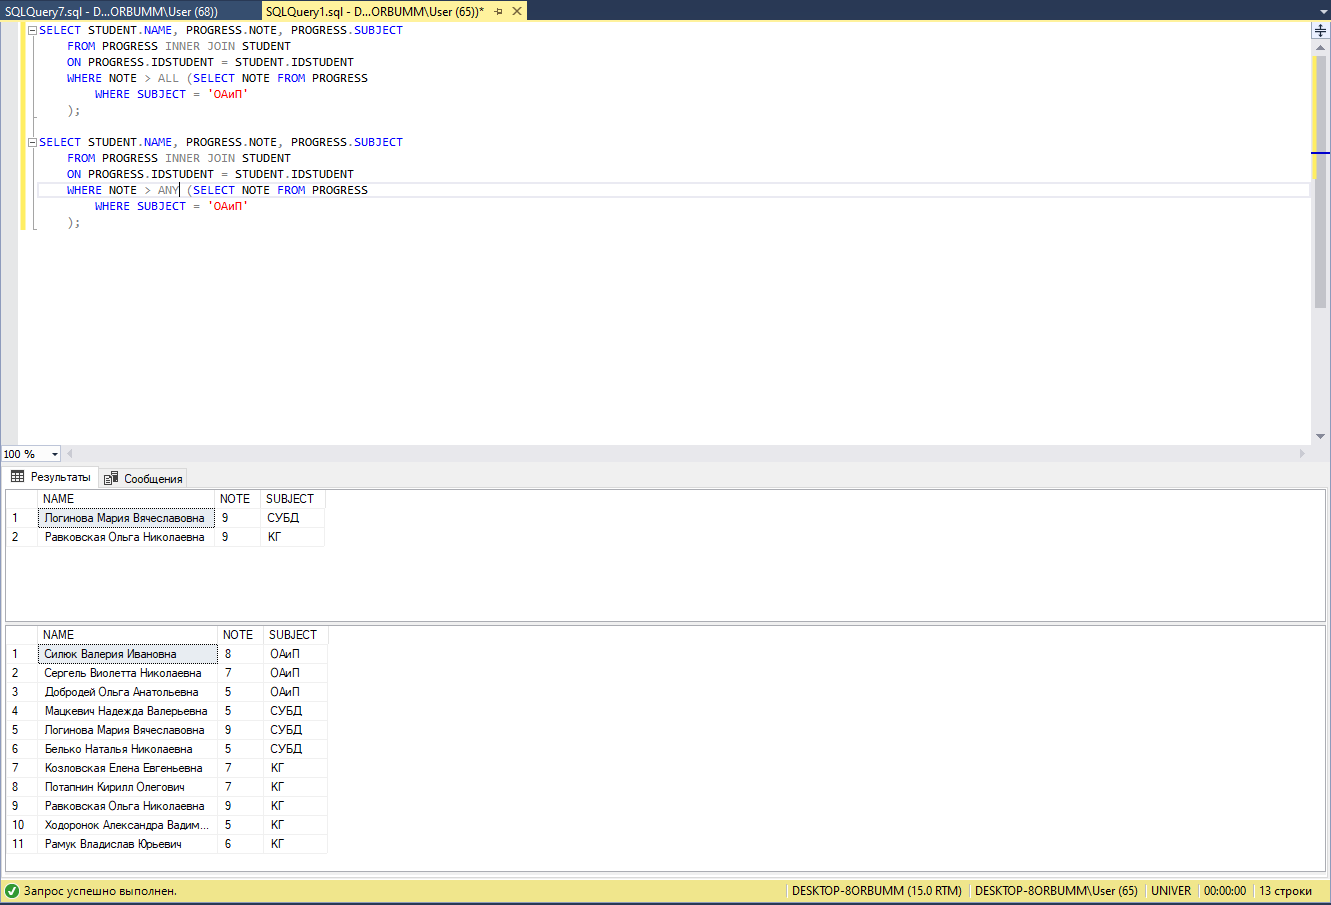 SQLQuery7.sql - D...ORBUMM\User (68)) SQLQuery1.sql - D...ORBUMM\User (65))*
SELECT STUDENT.NAME, PROGRESS.NOTE, PROGRESS.SUBJECT
FROM PROGRESS INNER JOIN STUDENT
ON PROGRESS.IDSTUDENT = STUDENT.IDSTUDENT
WHERE NOTE > ALL (SELECT NOTE FROM PROGRESS
WHERE SUBJECT = 'ОАиП'
);
SELECT STUDENT.NAME, PROGRESS.NOTE, PROGRESS.SUBJECT
FROM PROGRESS INNER JOIN STUDENT
ON PROGRESS.IDSTUDENT = STUDENT.IDSTUDENT
WHERE NOTE > ANY (SELECT NOTE FROM PROGRESS
WHERE SUBJECT = 'ОАиП'
);
100 %
Результаты Сообщения
NAME NOTE SUBJECT
1 Логинова Мария Вячеславовна 9 СУБД
2 Равковская Ольга Николаевна 9 КГ
NAME NOTE SUBJECT
1 Силюк Валерия Ивановна 8 ОАиП
2 Сергель Виолетта Николаевна 7 ОАиП
3 Добродей Ольга Анатольевна 5 ОАиП
4 Мацкевич Надежда Валерьевна 5 СУБД
5 Логинова Мария Вячеславовна 9 СУБД
6 Белько Наталья Николаевна 5 СУБД
7 Козловская Елена Евгеньевна 7 КГ
8 Потапнин Кирилл Олегович 7 КГ
9 Равковская Ольга Николаевна 9 КГ
10 Ходоронок Александра Вадим... 5 КГ
11 Рамук Владислав Юрьевич 6 КГ
Запрос успешно выполнен. DESKTOP-8ORBUMM (15.0 RTM) DESKTOP-8ORBUMM\User (65) UNIVER 00:00:00 13 строки